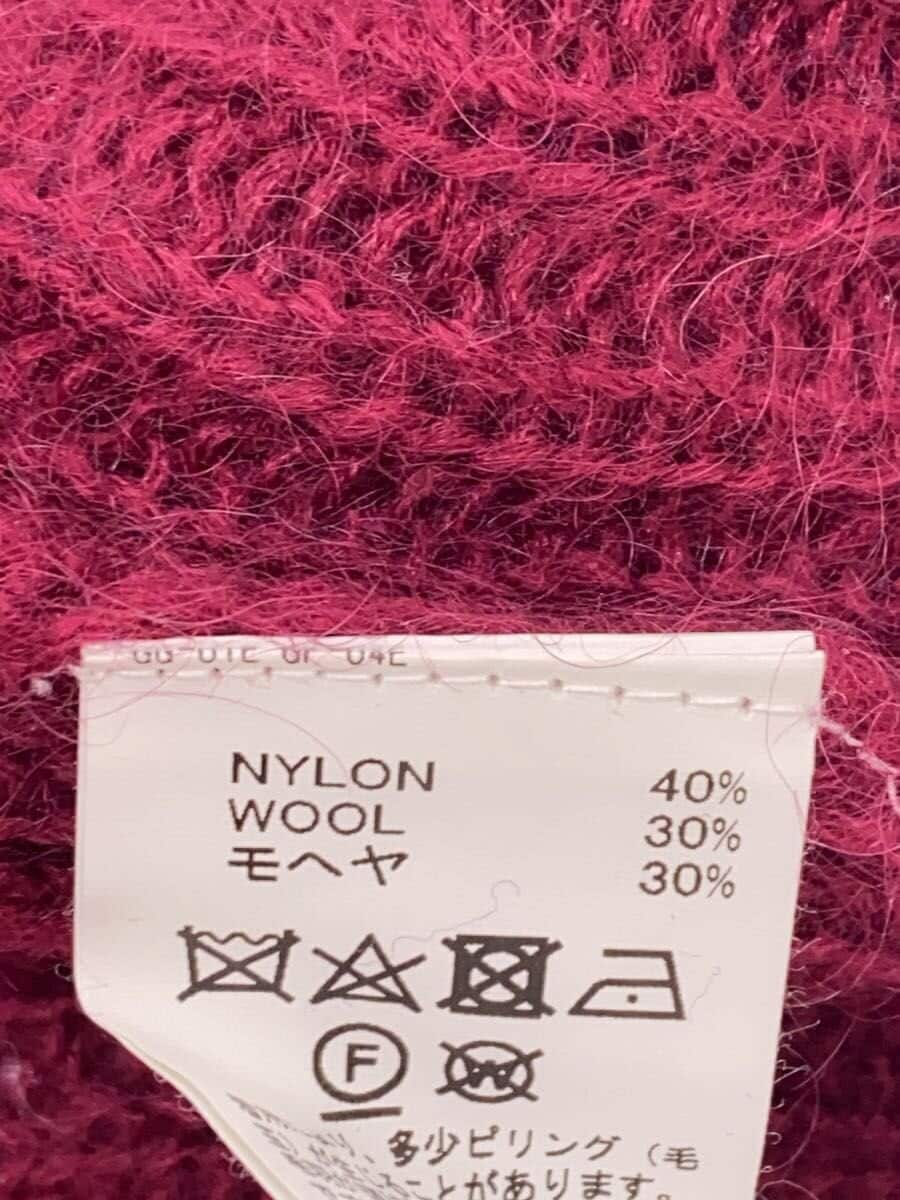 NYLON 40%
WOOL 30%
モヘヤ 30%
F
W
多少ピリング（毛
ことがあります。